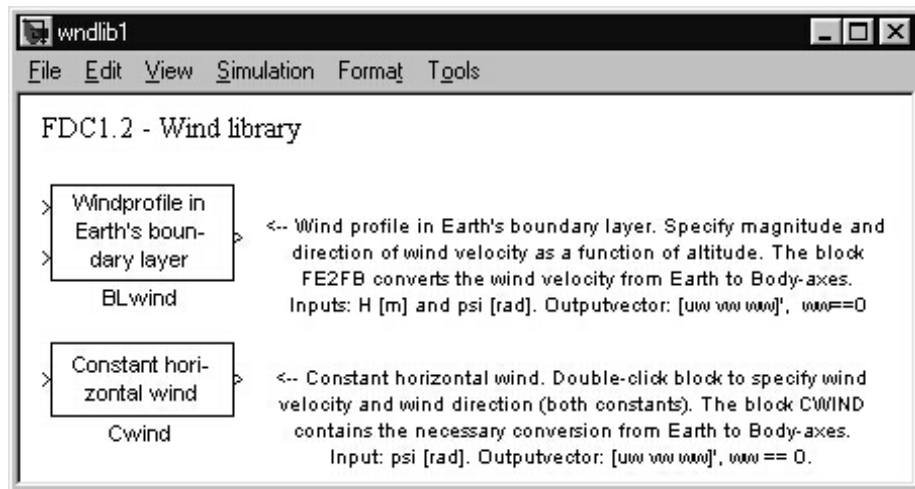 wndlib1
File Edit View Simulation Format Tools
FDC1.2 - Wind library
Windprofile in
Earth's boun-
dary layer
BLwind
<-- Wind profile in Earth's boundary layer. Specify magnitude and
direction of wind velocity as a function of altitude. The block
FE2FB converts the wind velocity from Earth to Body-axes.
Inputs: H [m] and psi [rad]. Outputvector: [uw vw ww]', ww==0
Constant hori-
zontal wind
Cwind
<-- Constant horizontal wind. Double-click block to specify wind
velocity and wind direction (both constants). The block CWIND
contains the necessary conversion from Earth to Body-axes.
Input: psi [rad]. Outputvector: [uw vw ww]', ww == 0.